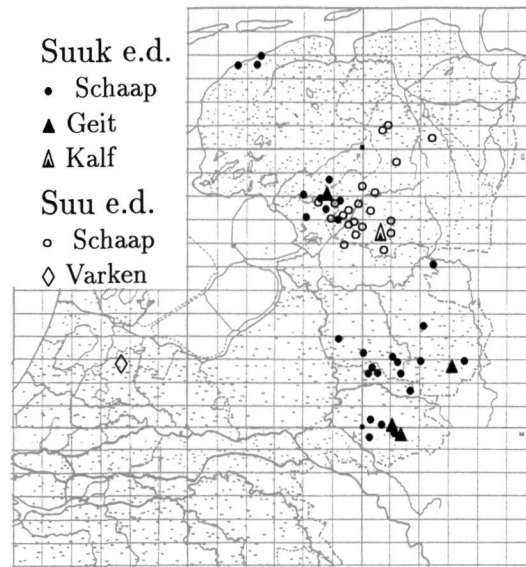 Suuk e.d.
Schaap
Geit
Kalf
Suu e.d.
Schaap
Varken